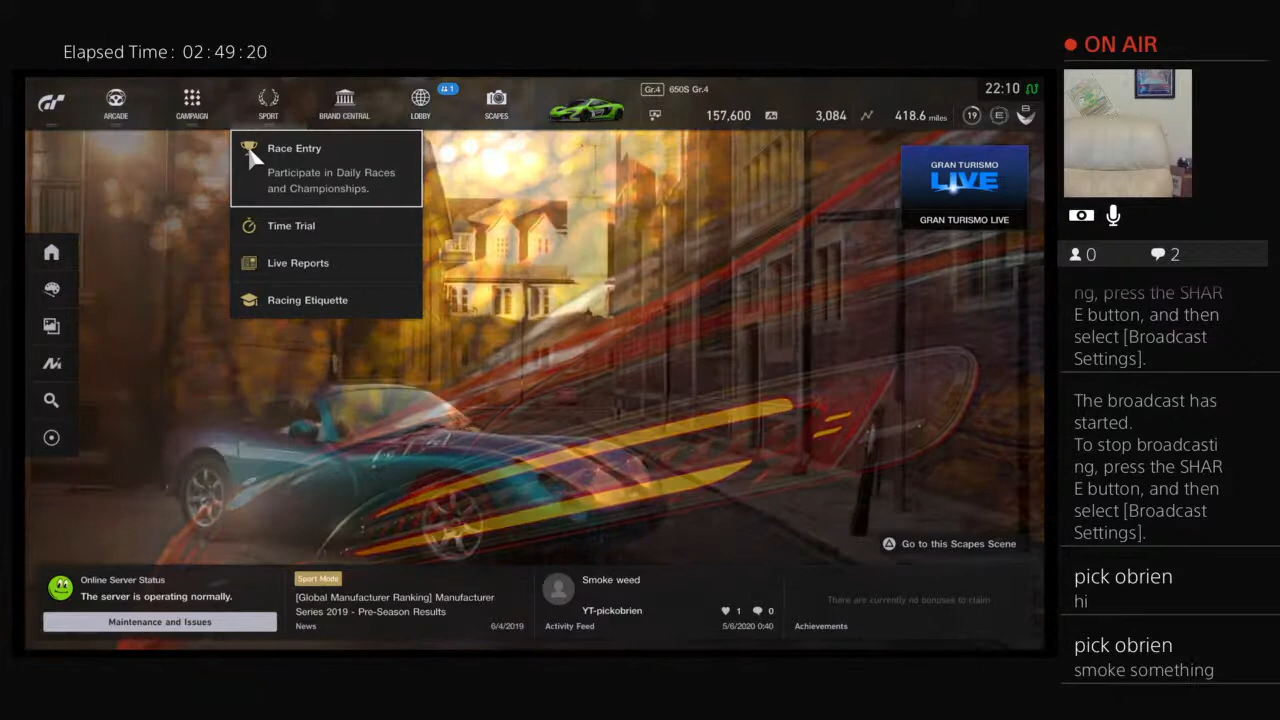 Elapsed Time: 02:49:20
ON AIR
ARCADE
CAMPAIGN
SPORT
BRAND CENTRAL
LOBBY
1
SCAPES
Gr.4 650S Gr.4
22:10
157,600
3,084
418.6 miles
19
E
B
Race Entry
Participate in Daily Races
and Championships.
Time Trial
Live Reports
Racing Etiquette
GRAN TURISMO
LIVE
GRAN TURISMO LIVE
Go to this Scapes Scene
Online Server Status
The server is operating normally.
Maintenance and Issues
Sport Mode
[Global Manufacturer Ranking] Manufacturer
Series 2019 - Pre-Season Results
News
6/4/2019
Smoke weed
YT-pickobrien
1
0
Activity Feed
5/6/2020 0:40
There are currently no bonuses to claim
Achievements
0
2
ng, press the SHAR
E button, and then
select [Broadcast
Settings].
The broadcast has
started.
To stop broadcasti
ng, press the SHAR
E button, and then
select [Broadcast
Settings].
pick obrien
hi
pick obrien
smoke something